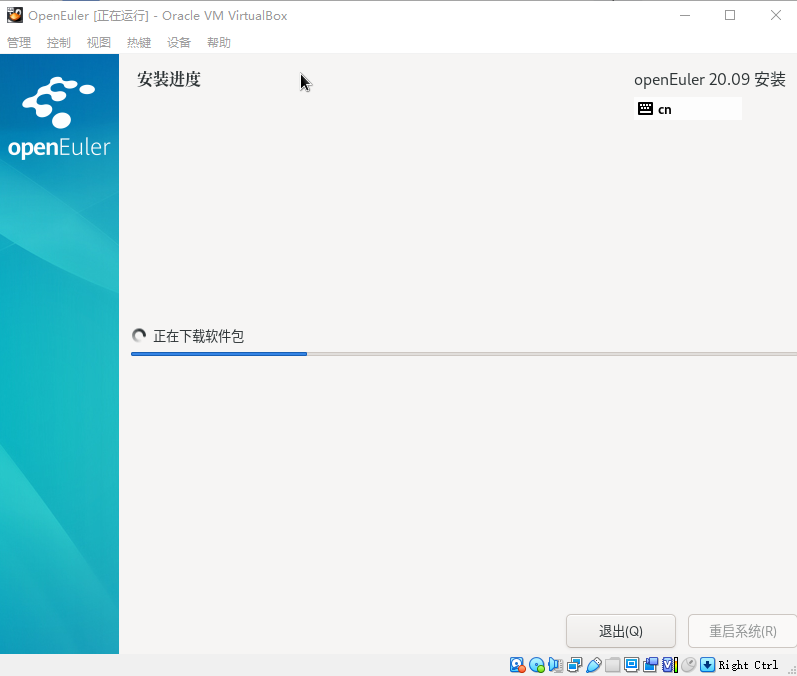 OpenEuler [正在运行] - Oracle VM VirtualBox
管理 控制 视图 热键 设备 帮助
openEuler
安装进度
openEuler 20.09 安装
cn
正在下载软件包
退出(Q)
重启系统(R)
Right Ctrl